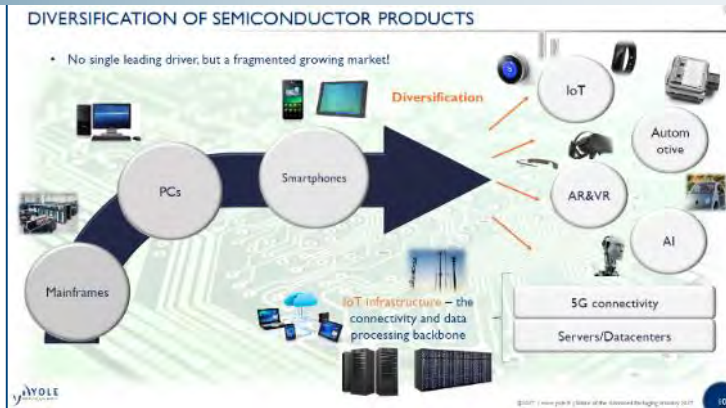 DIVERSIFICATION OF SEMICONDUCTOR PRODUCTS
• No single leading driver, but a fragmented growing market!
Diversification
IoT
Autom
otive
Smartphones
PCs
AR&VR
AI
Mainframes
IoT infrastructure – the
connectivity and data
processing backbone
5G connectivity
Servers/Datacenters
YOLE